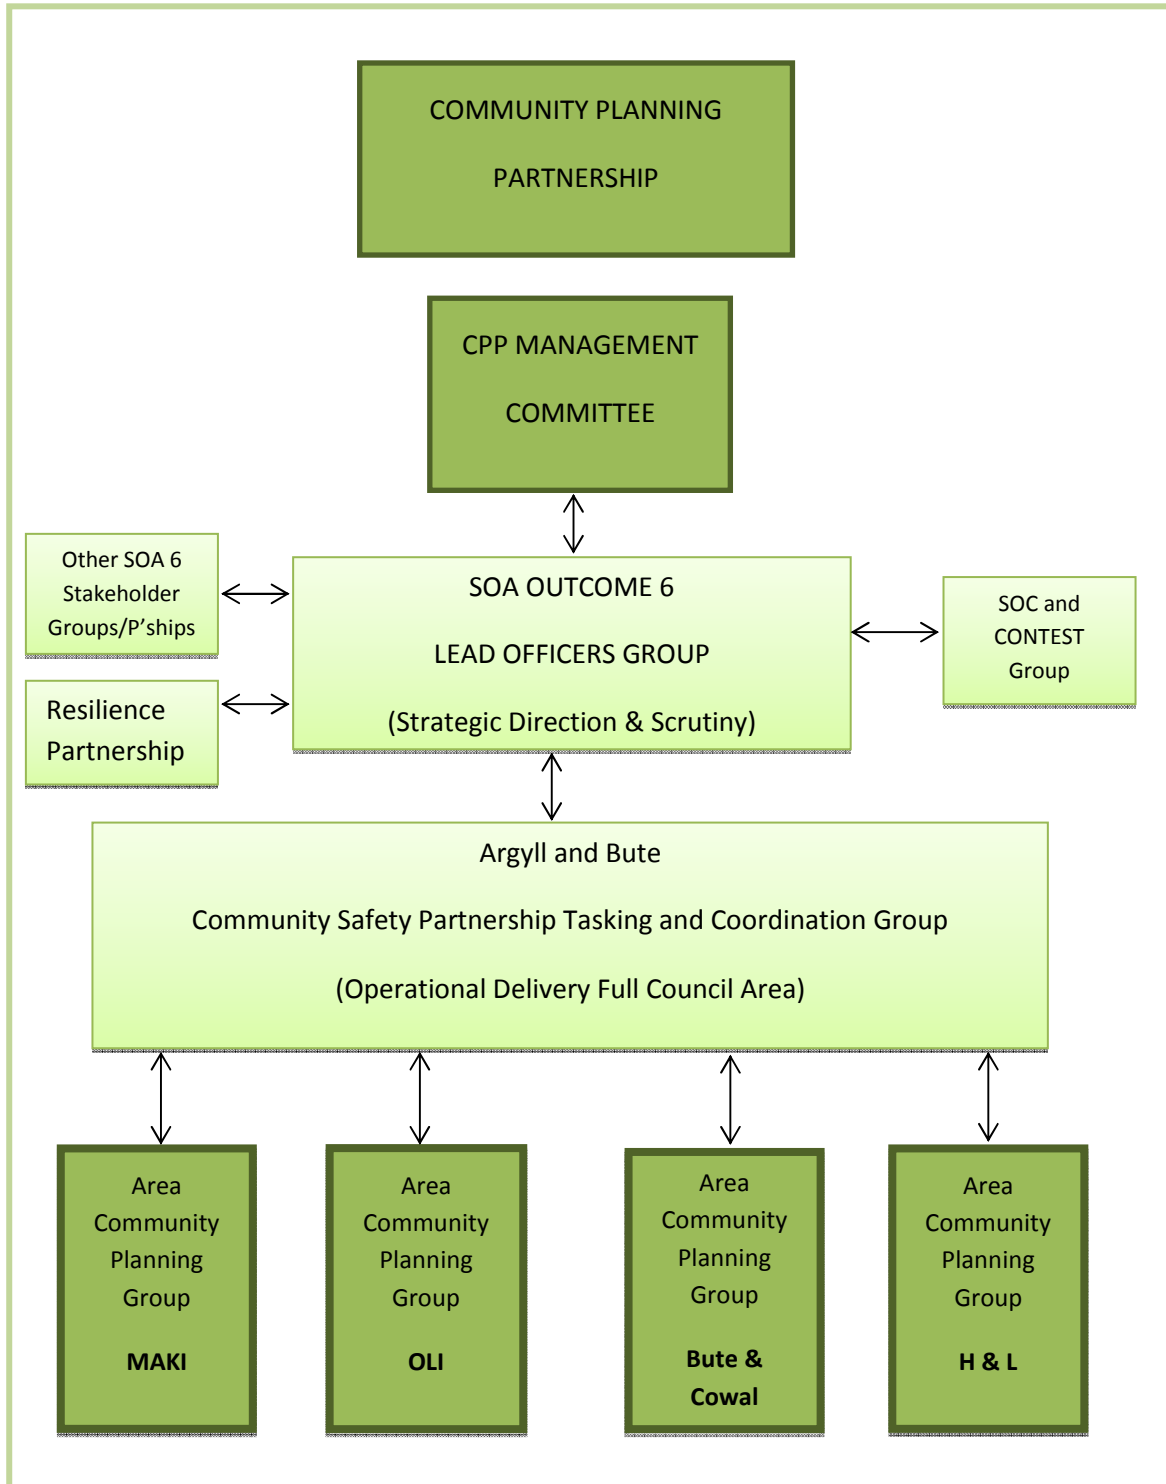 COMMUNITY PLANNING
PARTNERSHIP
CPP MANAGEMENT
COMMITTEE
Other SOA 6
Stakeholder
Groups/P'ships
SOA OUTCOME 6
LEAD OFFICERS GROUP
(Strategic Direction & Scrutiny)
SOC and
CONTEST
Group
Resilience
Partnership
Argyll and Bute
Community Safety Partnership Tasking and Coordination Group
(Operational Delivery Full Council Area)
Area
Community
Planning
Group
MAKI
Area
Community
Planning
Group
OLI
Area
Community
Planning
Group
Bute &
Cowal
Area
Community
Planning
Group
H & L